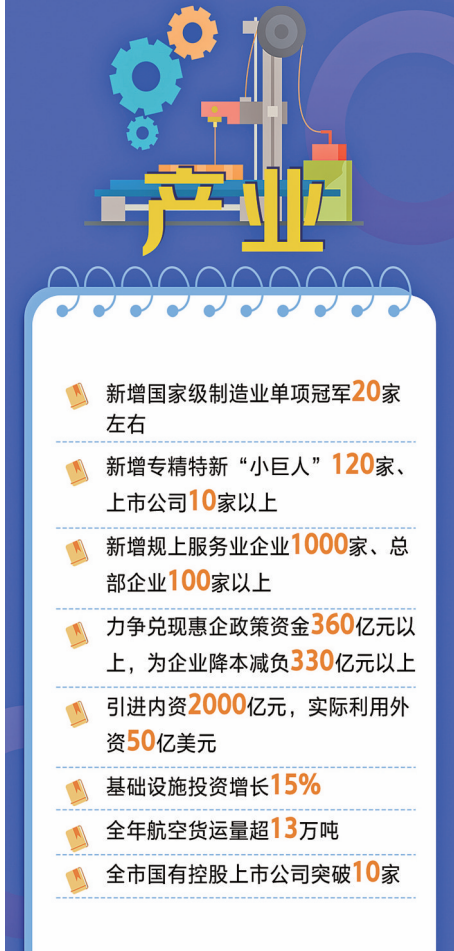 产业
新增国家级制造业单项冠军20家
左右
新增专精特新“小巨人”120家、
上市公司10家以上
新增规上服务业企业1000家、总
部企业100家以上
力争兑现惠企政策资金360亿元以
上，为企业降本减负330亿元以上
引进内资2000亿元，实际利用外
资50亿美元
基础设施投资增长15%
全年航空货运量超13万吨
全市国有控股上市公司突破10家